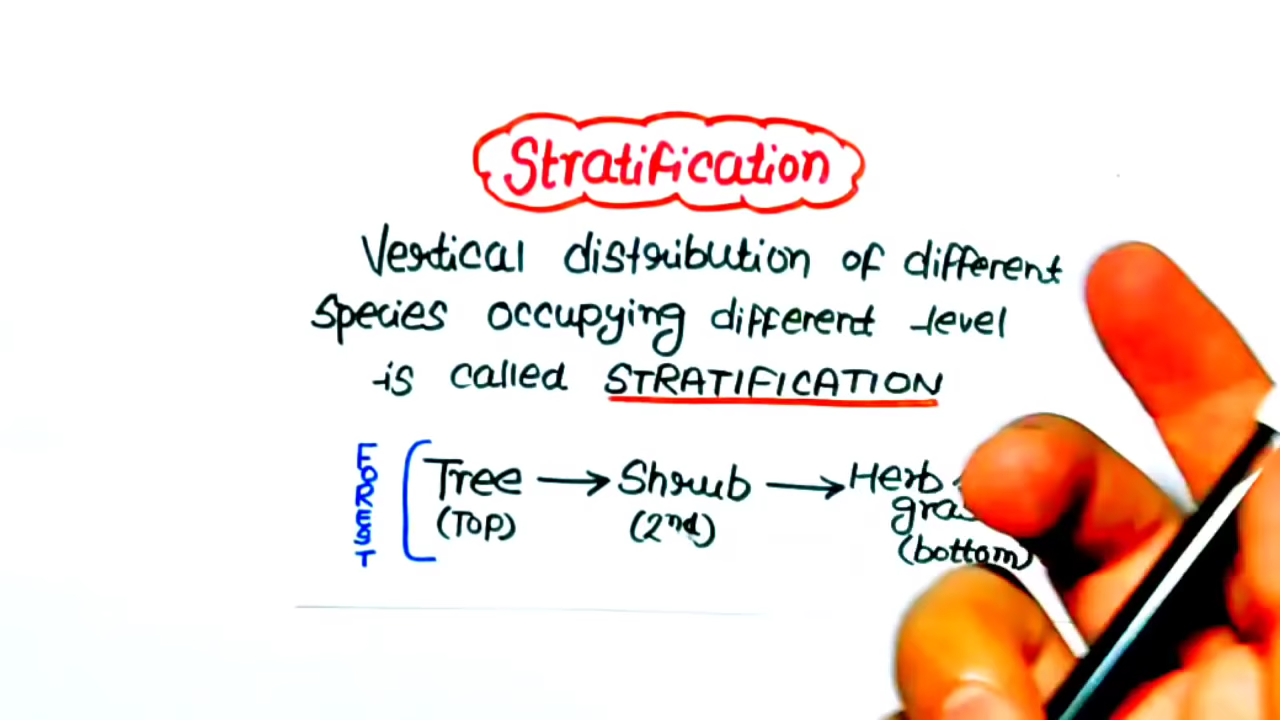 Stratification
Vertical distribution of different
species occupying different level
is called STRATIFICATION
FOREST
Tree → Shrub → Herb
(Top) (2nd)
(bottom)